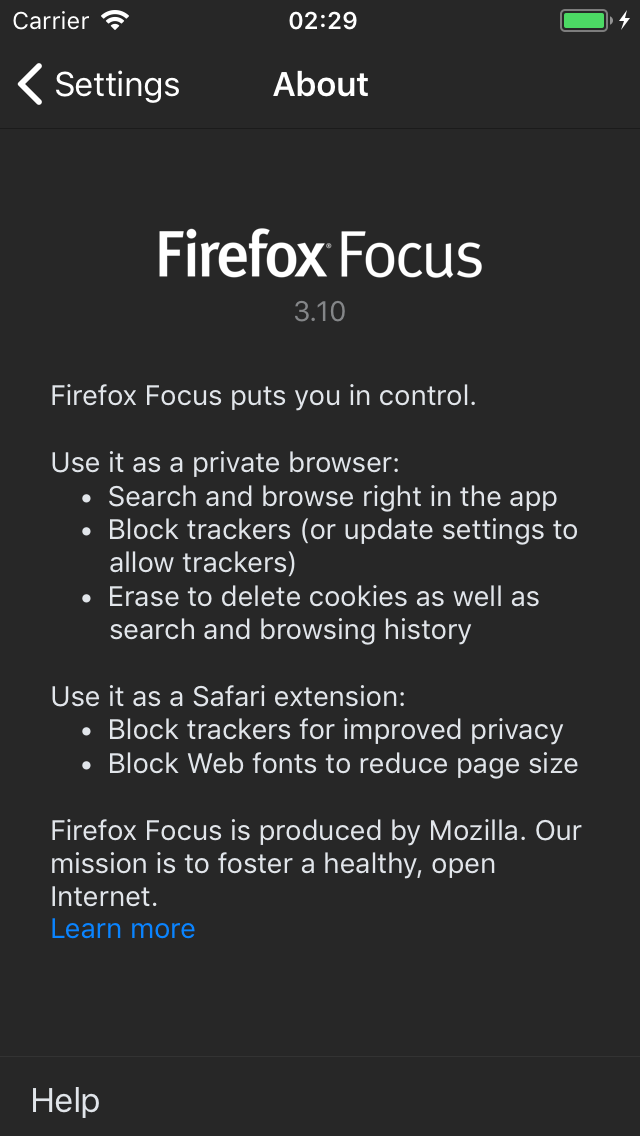 Carrier 02:29
Settings About
Firefox® Focus
3.10
Firefox Focus puts you in control.
Use it as a private browser:
• Search and browse right in the app
• Block trackers (or update settings to
allow trackers)
• Erase to delete cookies as well as
search and browsing history
Use it as a Safari extension:
• Block trackers for improved privacy
• Block Web fonts to reduce page size
Firefox Focus is produced by Mozilla. Our
mission is to foster a healthy, open
Internet.
Learn more
Help